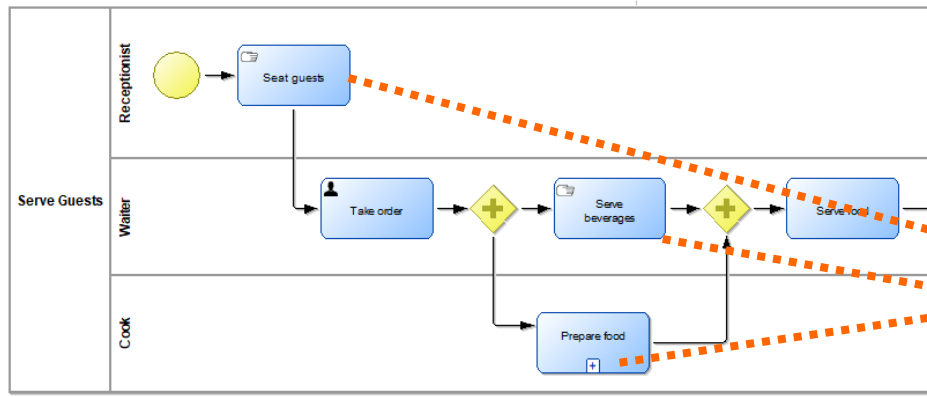 Serve Guests
Receptionist
Seat guests
Waiter
Take order
Serve
beverages
Serve food
Cook
Prepare food